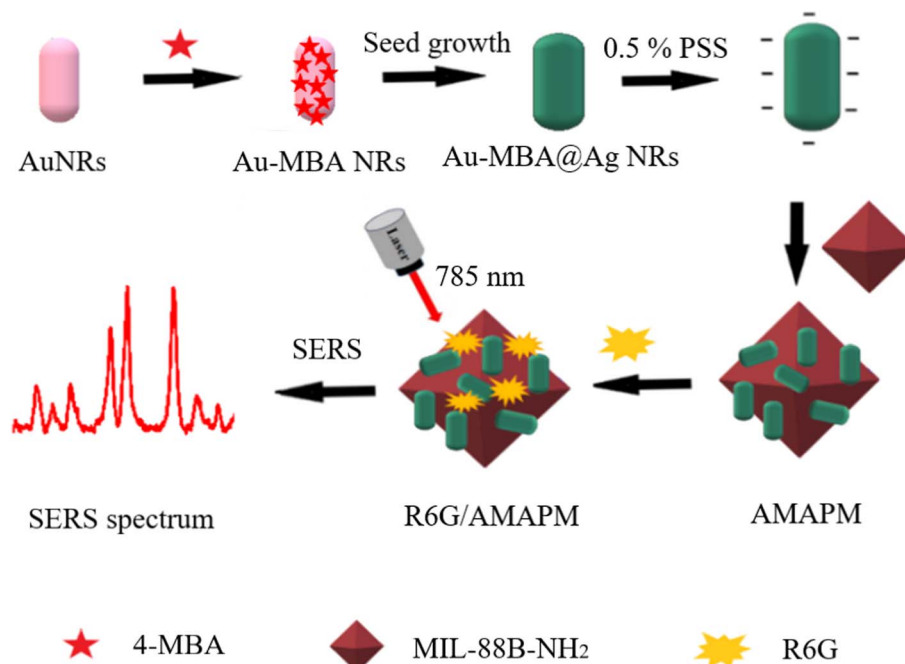 Seed growth
0.5 % PSS
AuNRs
Au-MBA NRs
Au-MBA@Ag NRs
Laser
785 nm
SERS
SERS spectrum
R6G/AMAPM
AMAPM
4-MBA
MIL-88B-NH₂
R6G